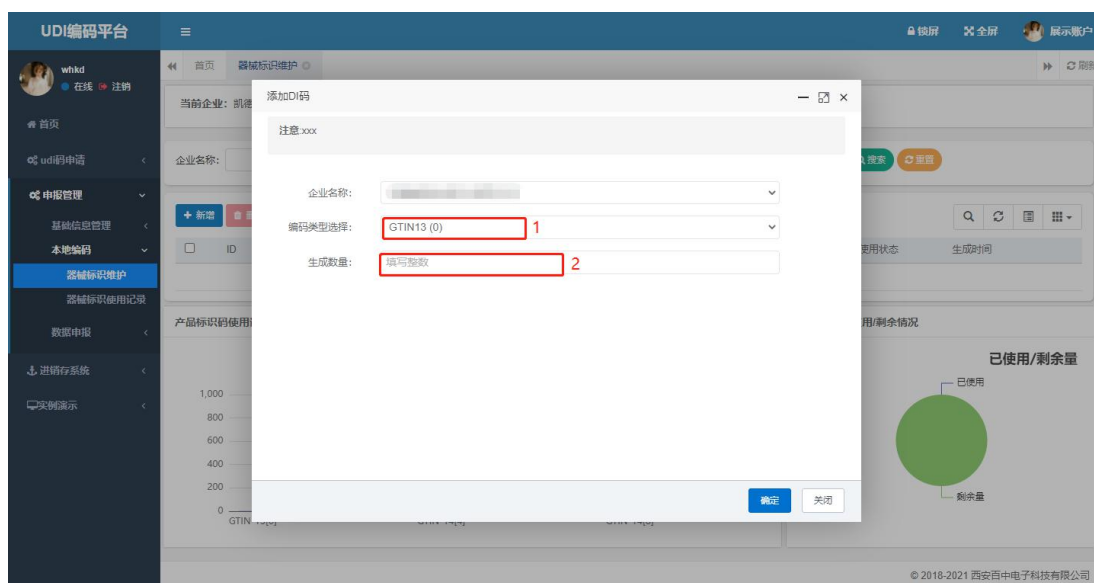 UDI编码平台
锁屏 全屏 展示账户
whkd
在线 注销
首页 器械标识维护
当前企业：凯德
添加DI码
注意:xxx
首页
udi码申请
申报管理
基础信息管理
本地编码
器械标识维护
器械标识使用记录
数据申报
进销存系统
实例演示
企业名称：
搜索 重置
企业名称：
编码类型选择：
GTIN13 (0)
1
生成数量：
填写整数
2
新增
ID
使用状态 生成时间
产品标识码使用
用/剩余情况
已使用/剩余量
已使用
剩余量
1,000
800
600
400
200
0
确定 关闭
© 2018-2021 西安百中电子科技有限公司